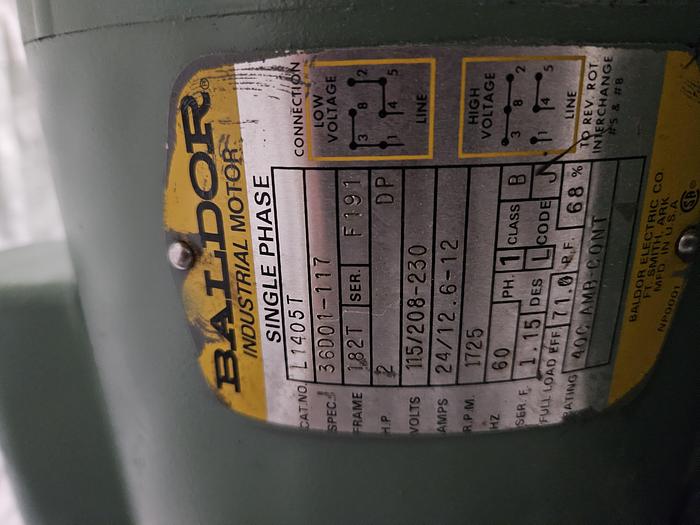 BALDOR®
INDUSTRIAL MOTOR
SINGLE PHASE
CAT.NO. L1405T
SPEC. 36D01-117
FRAME 182T SER. F191
H.P. 2 DP
VOLTS 115/208-230
AMPS 24/12.6-12
R.P.M. 1725
HZ 60 PH. 1 CLASS B
SER. F. 1.15 DES L CODE J
FULL LOAD EFF 71.0 P.F. 68 %
RATING 40C AMB-CONT
CONNECTION
LOW
VOLTAGE
3 8 2
1 4 5
LINE
HIGH
VOLTAGE
3 8 2
1 4 5
LINE
TO REV. ROT
INTERCHANGE
#5 & #8
BALDOR ELECTRIC CO
FT. SMITH, ARK
MFD IN U.S.A
NP0001